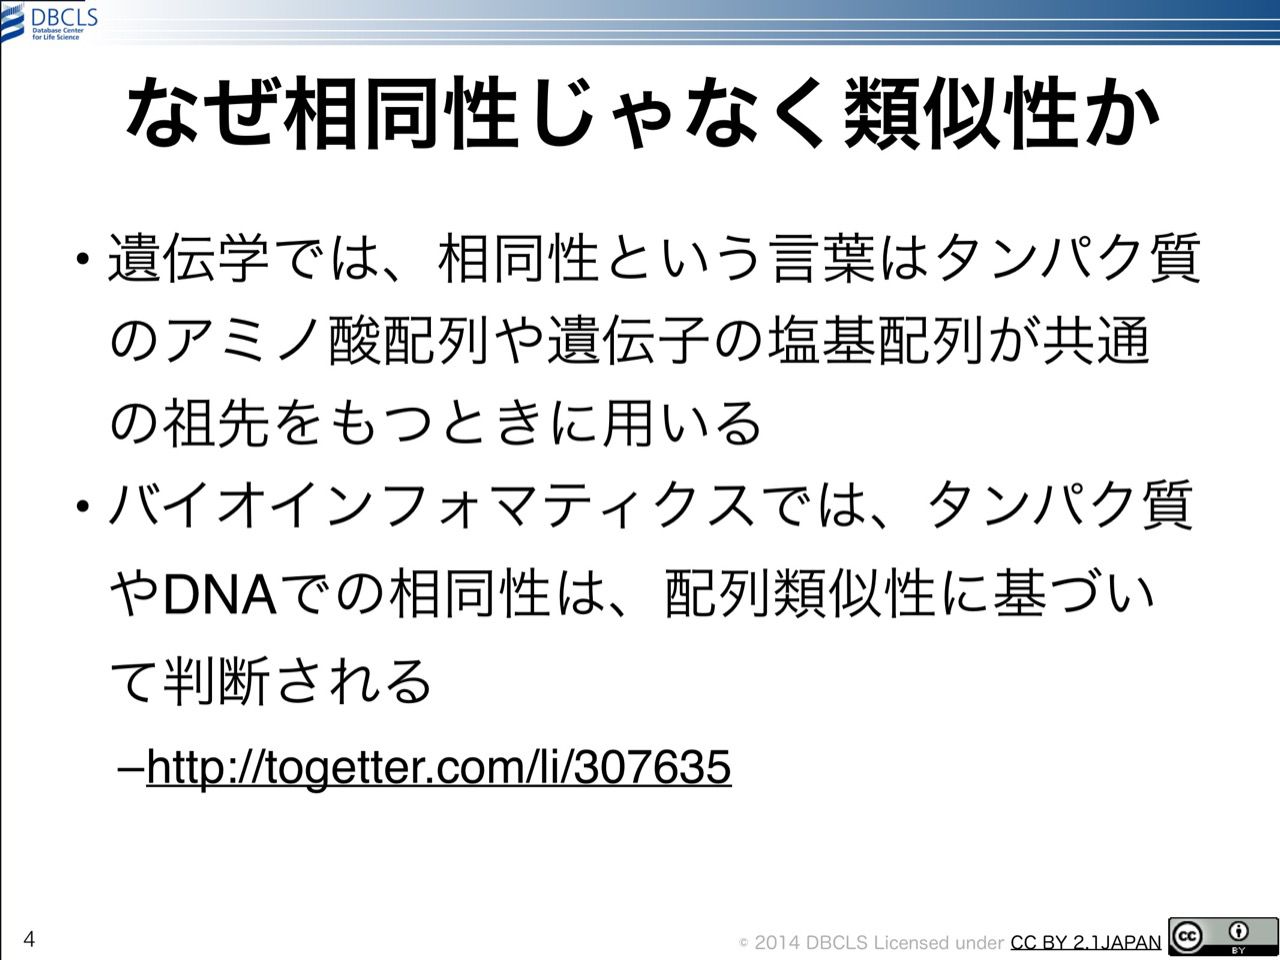 DBCLS
Database Center
for Life Science
なぜ相同性じゃなく類似性か
• 遺伝学では、相同性という言葉はタンパク質
のアミノ酸配列や遺伝子の塩基配列が共通
の祖先をもつときに用いる
• バイオインフォマティクスでは、タンパク質
やDNAでの相同性は、配列類似性に基づい
て判断される
–http://togetter.com/li/307635
4
© 2014 DBCLS Licensed under CC BY 2.1JAPAN
cc
BY